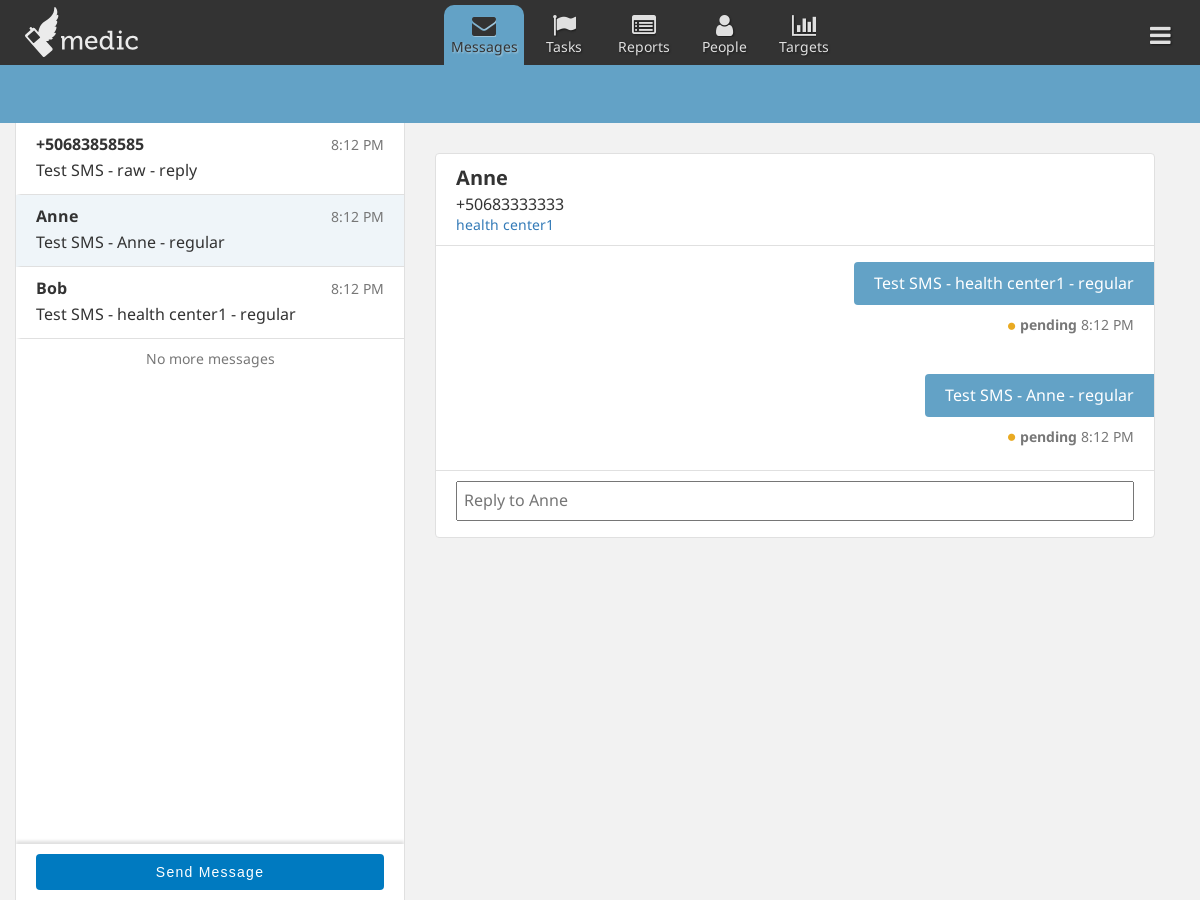 medic
Messages
Tasks
Reports
People
Targets
+50683858585 8:12 PM
Test SMS - raw - reply
Anne 8:12 PM
Test SMS - Anne - regular
Bob 8:12 PM
Test SMS - health center1 - regular
No more messages
Send Message
Anne
+50683333333
health center1
Test SMS - health center1 - regular
pending 8:12 PM
Test SMS - Anne - regular
pending 8:12 PM
Reply to Anne